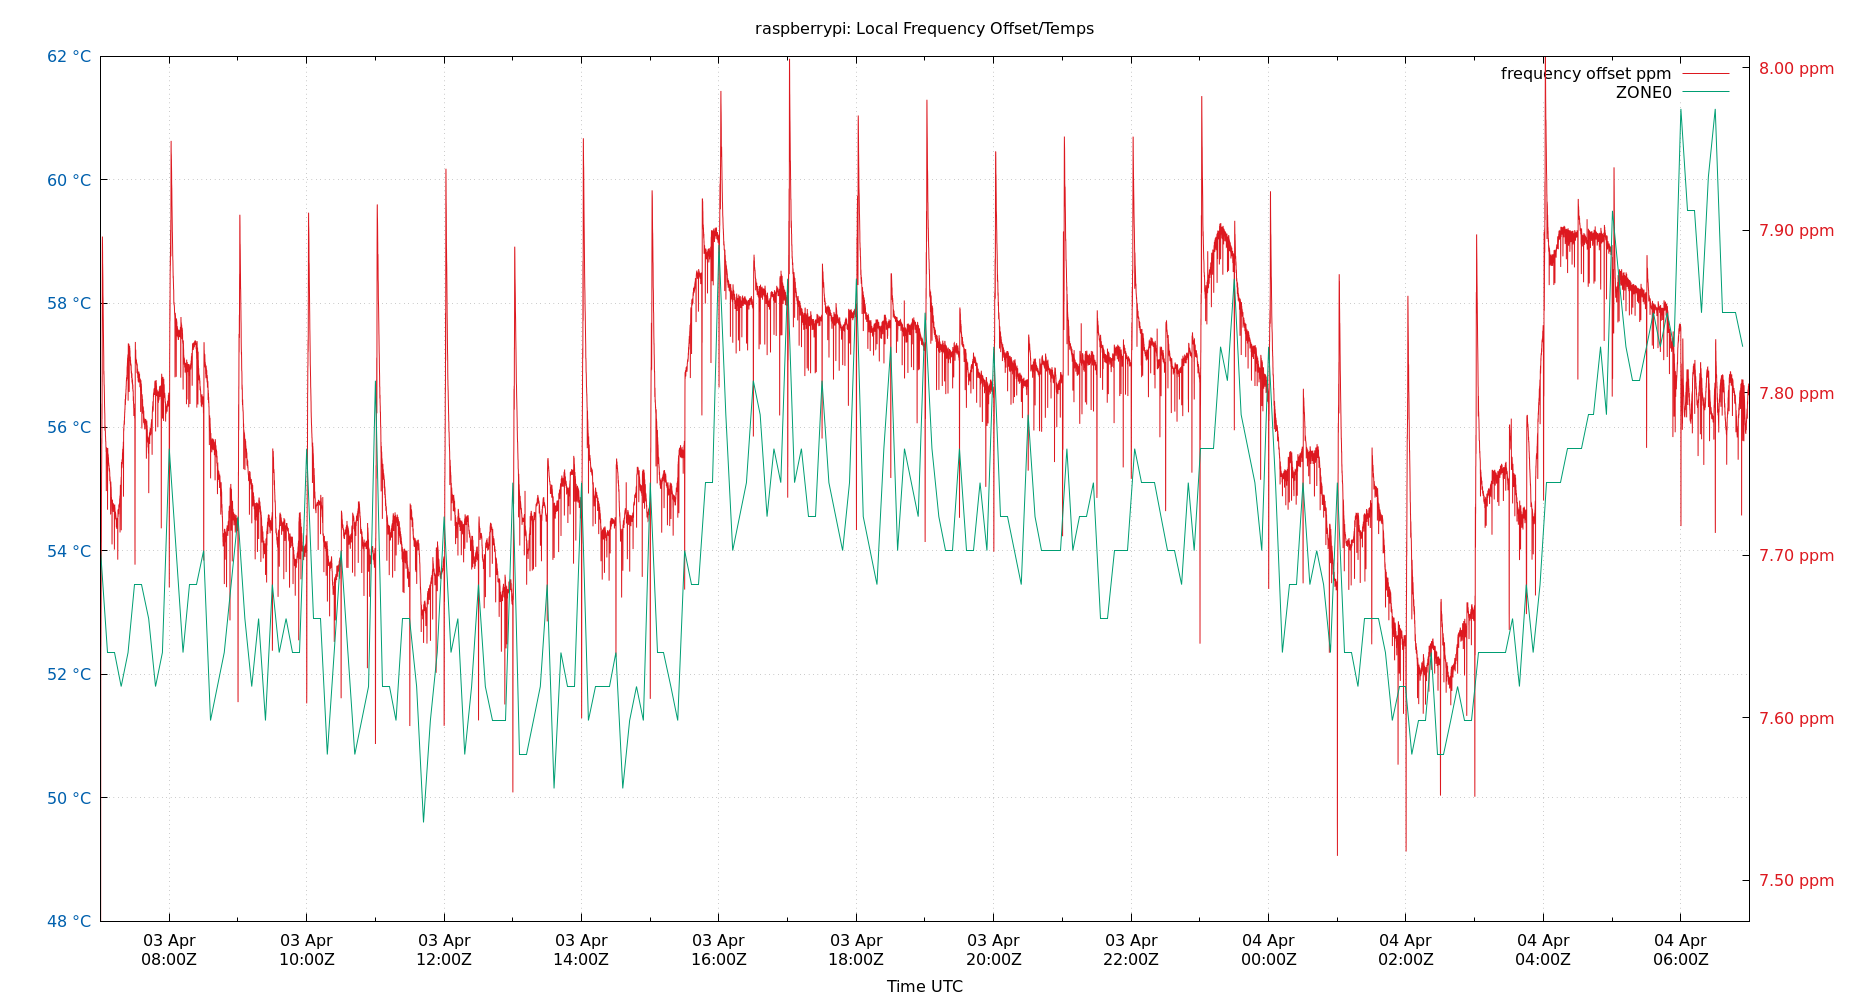 raspberrypi: Local Frequency Offset/Temps
62 °C
60 °C
58 °C
56 °C
54 °C
52 °C
50 °C
48 °C
frequency offset ppm
ZONE0
8.00 ppm
7.90 ppm
7.80 ppm
7.70 ppm
7.60 ppm
7.50 ppm
03 Apr
08:00Z
03 Apr
10:00Z
03 Apr
12:00Z
03 Apr
14:00Z
03 Apr
16:00Z
03 Apr
18:00Z
03 Apr
20:00Z
03 Apr
22:00Z
04 Apr
00:00Z
04 Apr
02:00Z
04 Apr
04:00Z
04 Apr
06:00Z
Time UTC